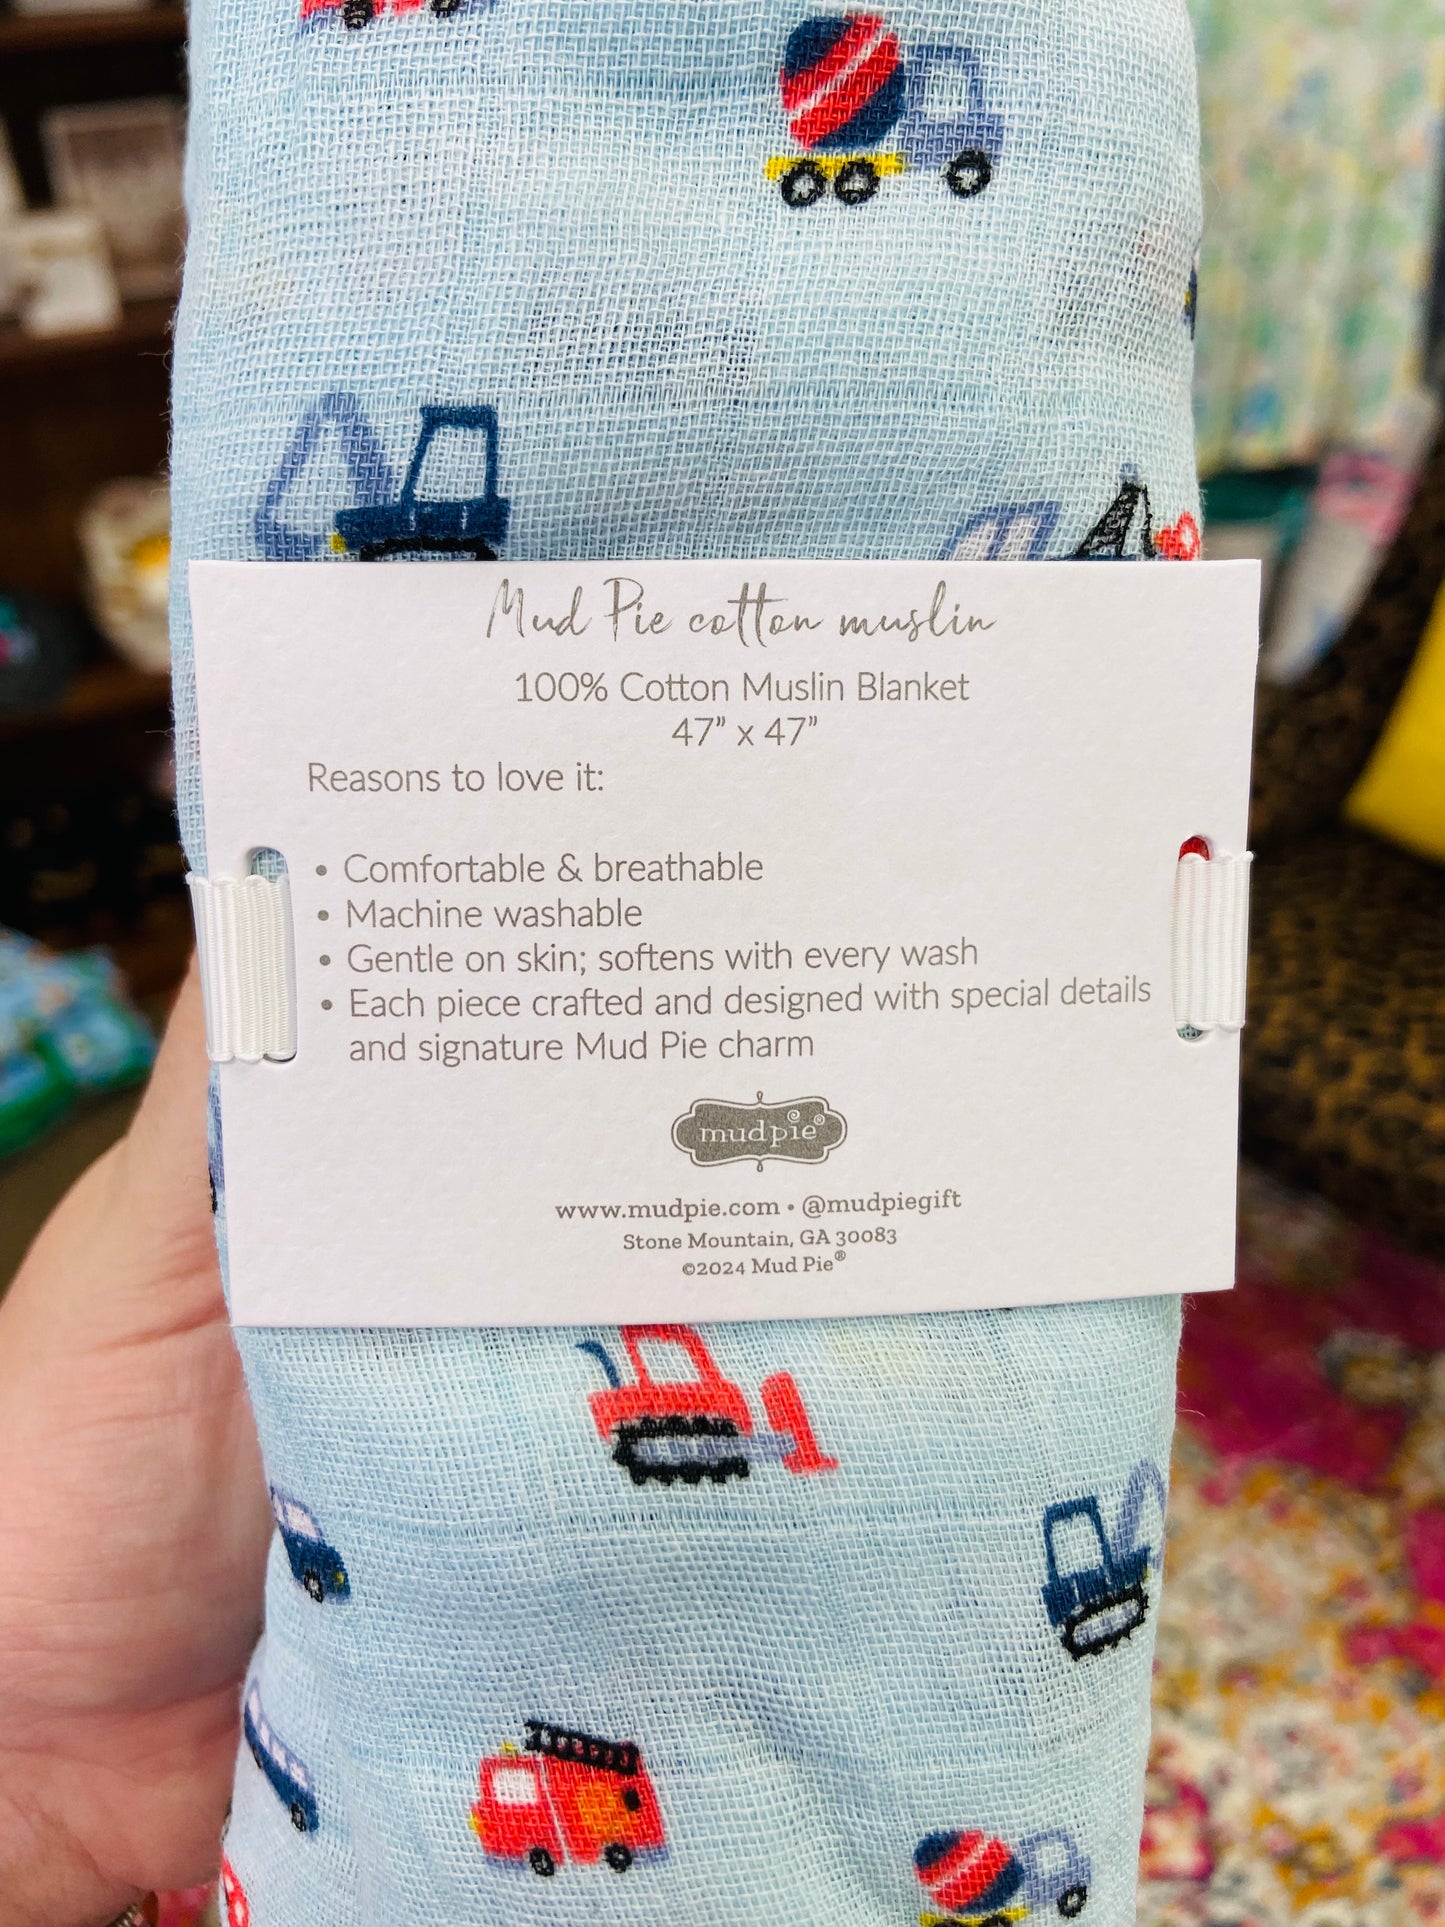 Mud Pie cotton muslin
100% Cotton Muslin Blanket
47” x 47”
Reasons to love it:
• Comfortable & breathable
• Machine washable
• Gentle on skin; softens with every wash
• Each piece crafted and designed with special details
and signature Mud Pie charm
mudpie®
www.mudpie.com • @mudpiegift
Stone Mountain, GA 30083
©2024 Mud Pie®